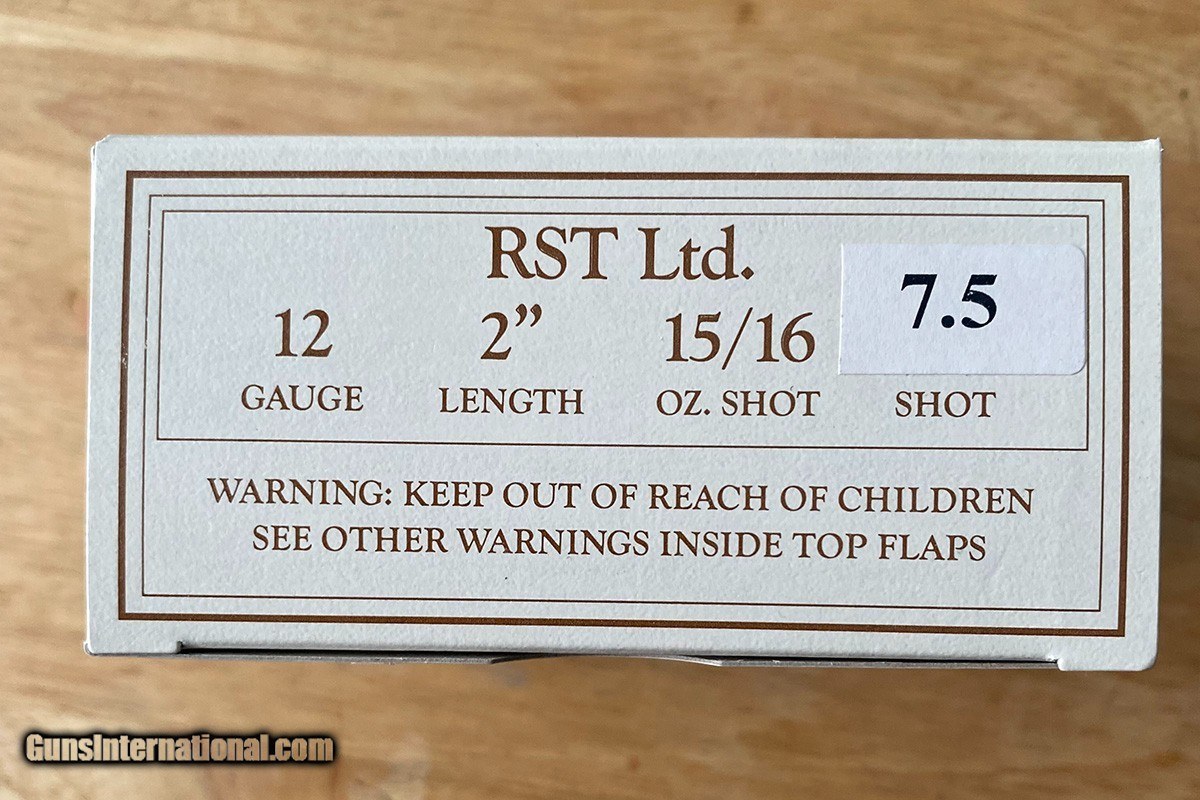 RST Ltd.
12 2” 15/16 7.5
GAUGE LENGTH OZ. SHOT SHOT
WARNING: KEEP OUT OF REACH OF CHILDREN
SEE OTHER WARNINGS INSIDE TOP FLAPS
GunsInternational.com